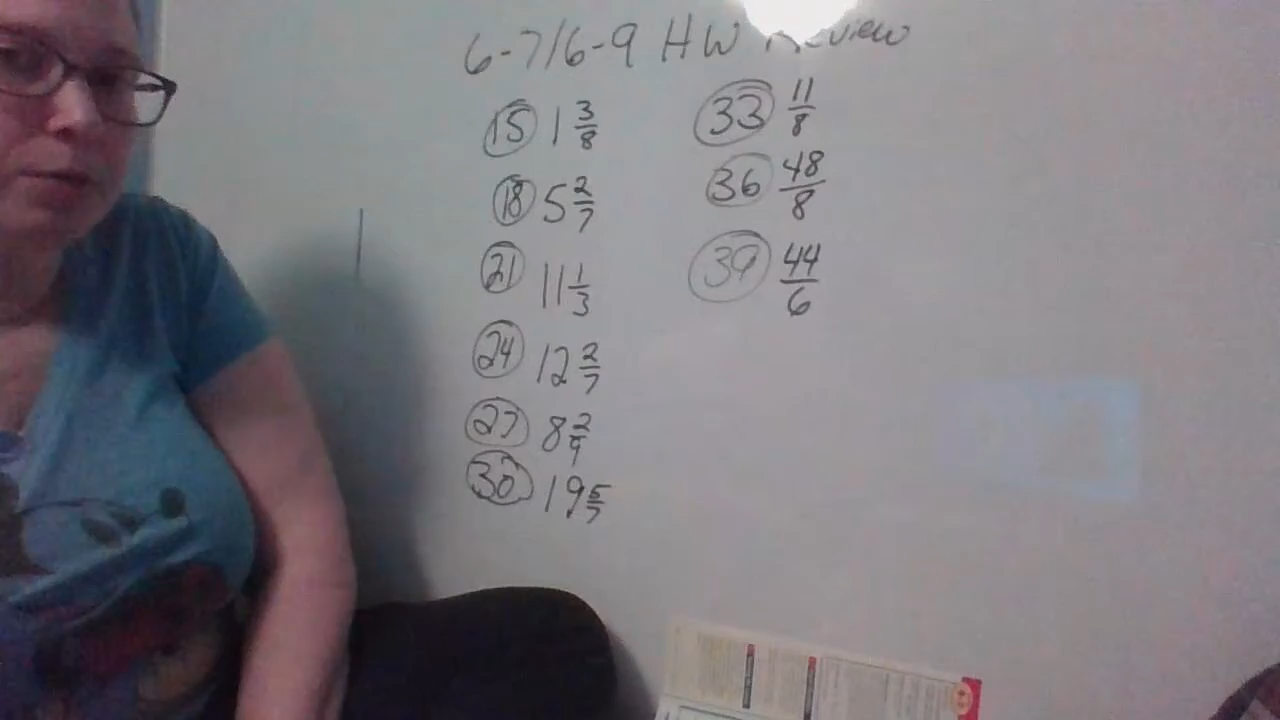 6-7/6-9 HW Review
15 1 3/8
18 5 2/7
21 11 1/3
24 12 2/7
27 8 2/9
30 19 5/7
33 11/8
36 48/8
39 44/6